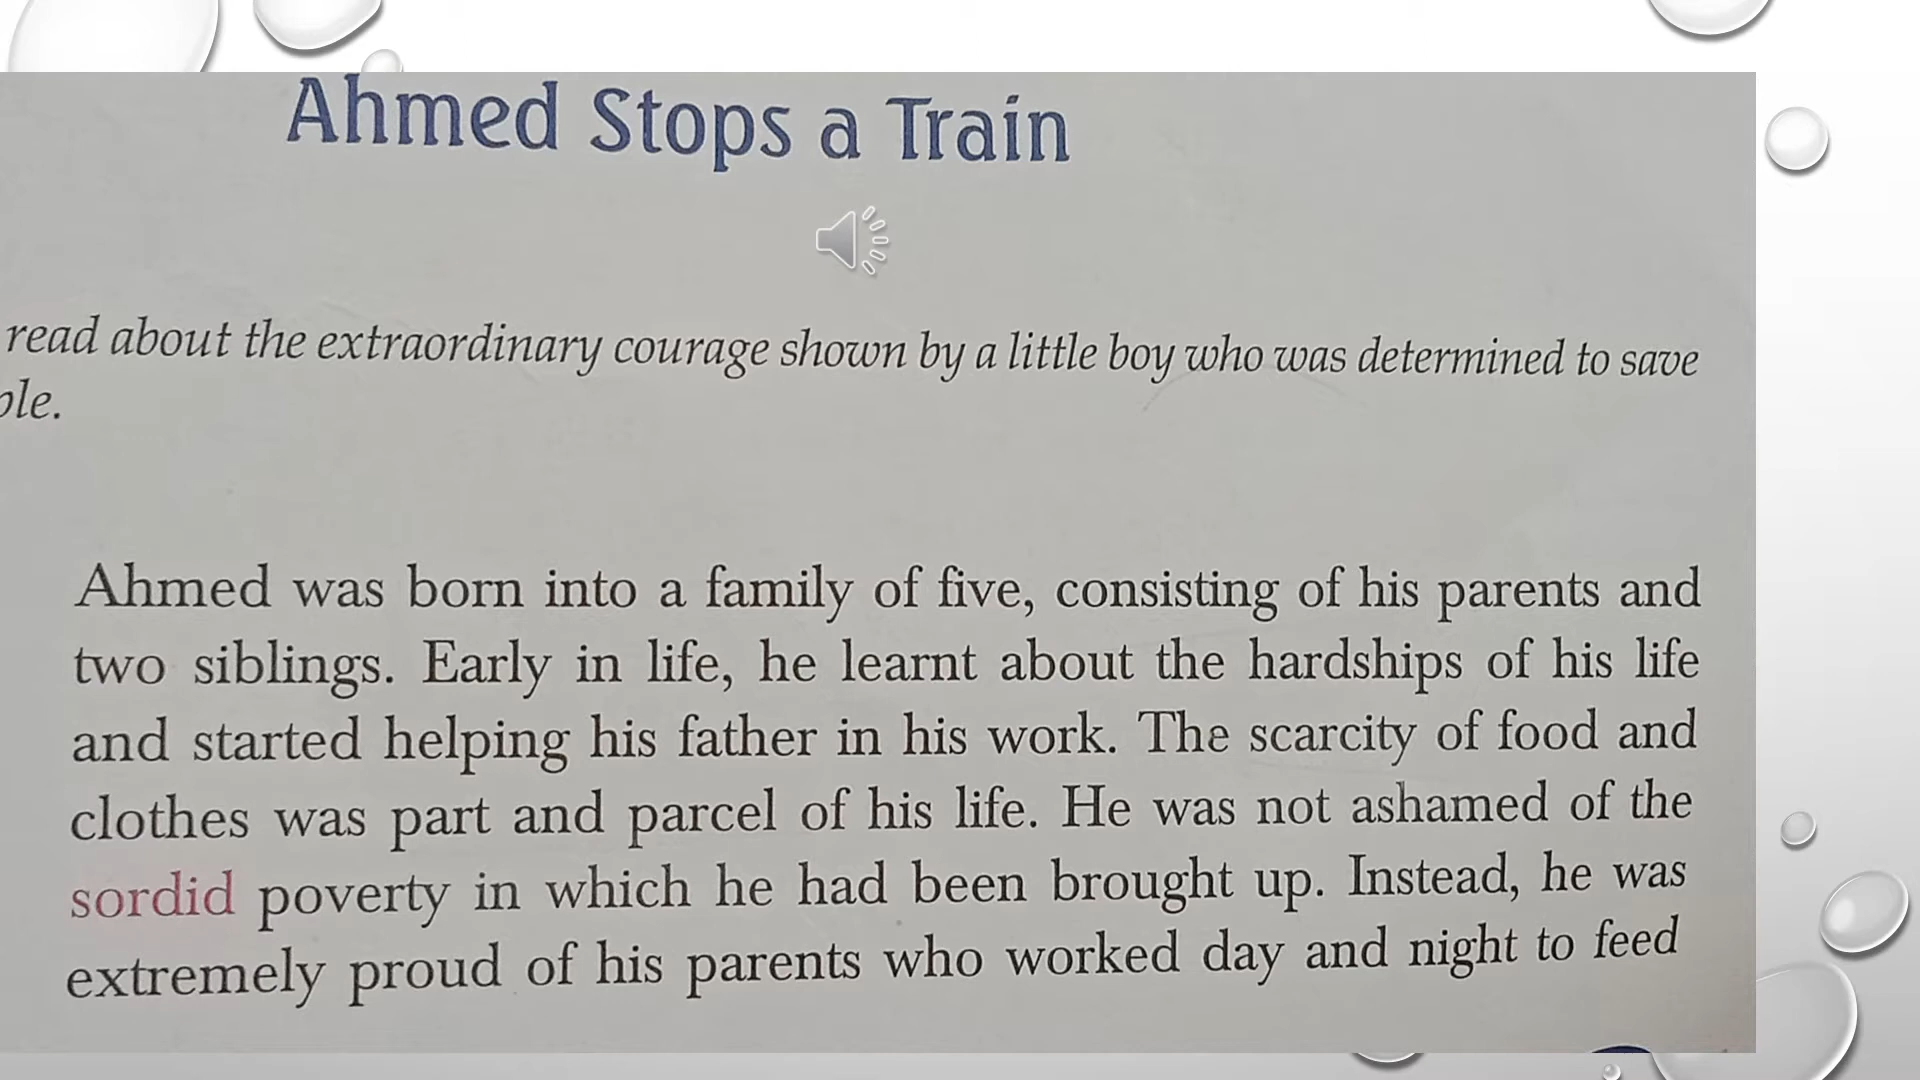 Ahmed Stops a Train
read about the extraordinary courage shown by a little boy who was determined to save
Ahmed was born into a family of five, consisting of his parents and
two siblings. Early in life, he learnt about the hardships of his life
and started helping his father in his work. The scarcity of food and
clothes was part and parcel of his life. He was not ashamed of the
sordid poverty in which he had been brought up. Instead, he was
extremely proud of his parents who worked day and night to feed